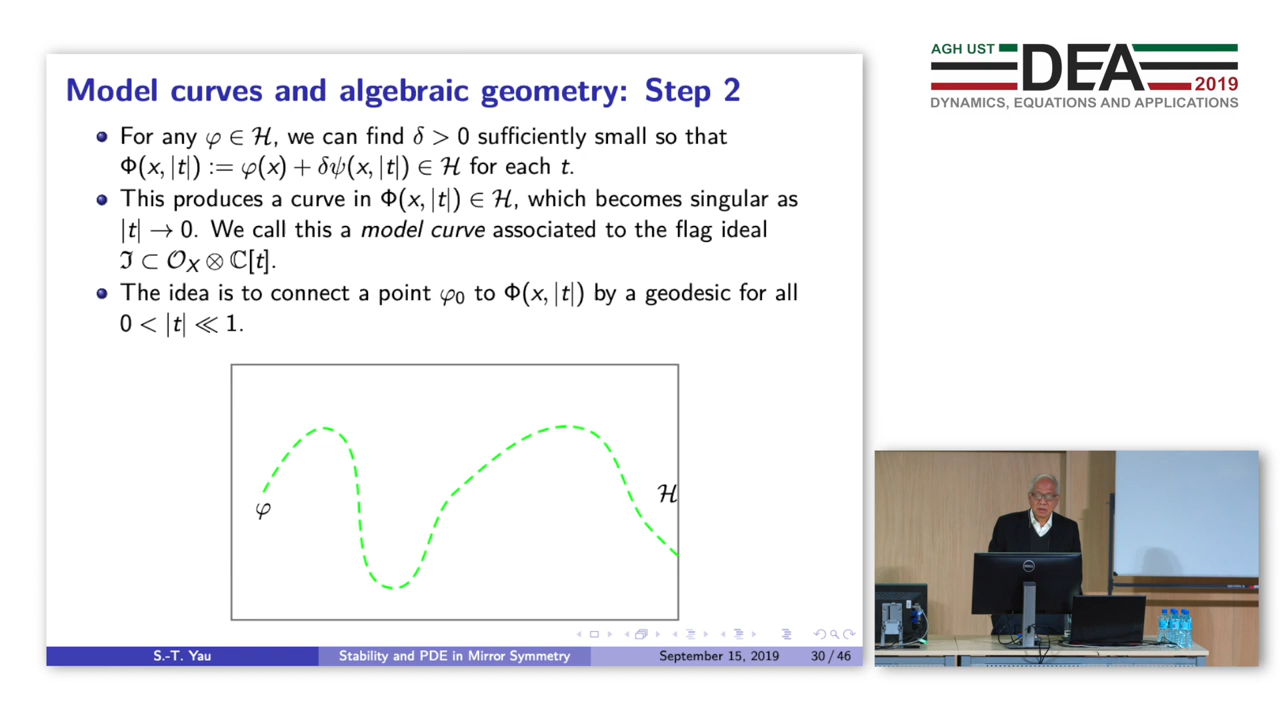 Model curves and algebraic geometry: Step 2
For any φ ∈ ℋ, we can find δ > 0 sufficiently small so that
Φ(x, |t|) := φ(x) + δψ(x, |t|) ∈ ℋ for each t.
This produces a curve in Φ(x, |t|) ∈ ℋ, which becomes singular as
|t| → 0. We call this a model curve associated to the flag ideal
ℑ ⊂ 𝒪_X ⊗ ℂ[t].
The idea is to connect a point φ₀ to Φ(x, |t|) by a geodesic for all
0 < |t| ≪ 1.
φ
ℋ
S.-T. Yau
Stability and PDE in Mirror Symmetry
September 15, 2019
30 / 46
AGH UST
DEA
2019
DYNAMICS, EQUATIONS AND APPLICATIONS
DELL